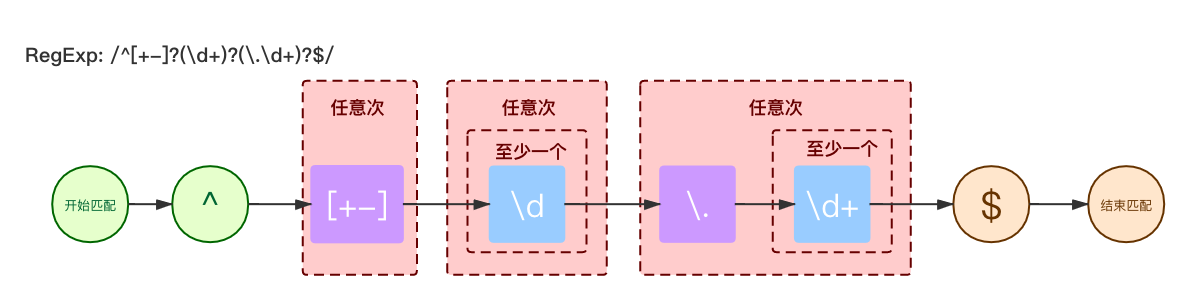 RegExp: /^[+-]?(\d+)?(\.\d+)?$/
任意次
任意次
任意次
至少一个
至少一个
开始匹配
^
[+-]
\d
\.
\d+
$
结束匹配